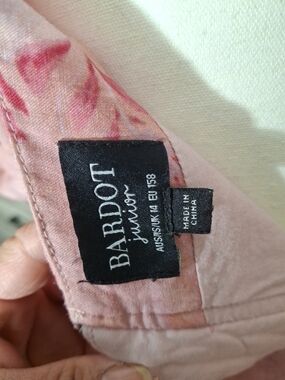 BARDOT
junior
AUS/US/UK 14 EU 158
MADE IN
CHINA